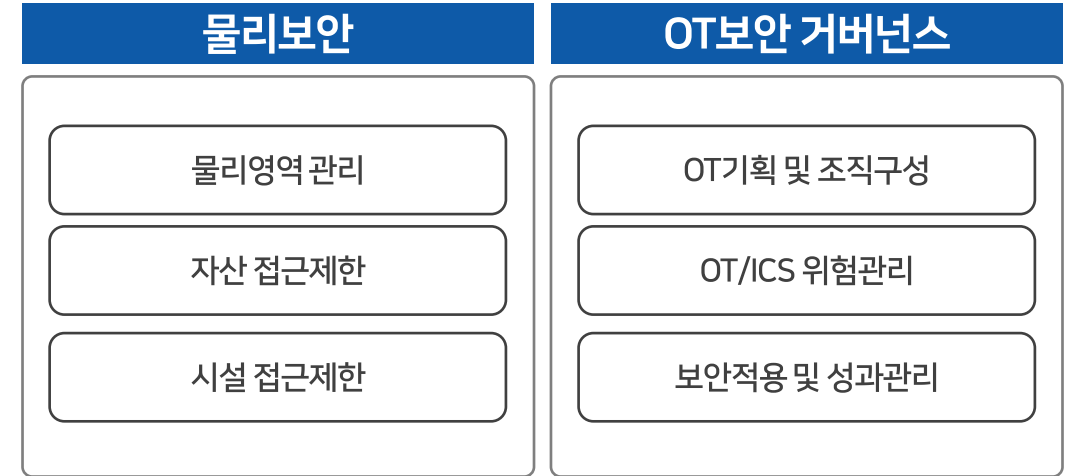 물리보안
물리영역 관리
자산 접근제한
시설 접근제한
OT보안 거버넌스
OT기획 및 조직구성
OT/ICS 위험관리
보안적용 및 성과관리